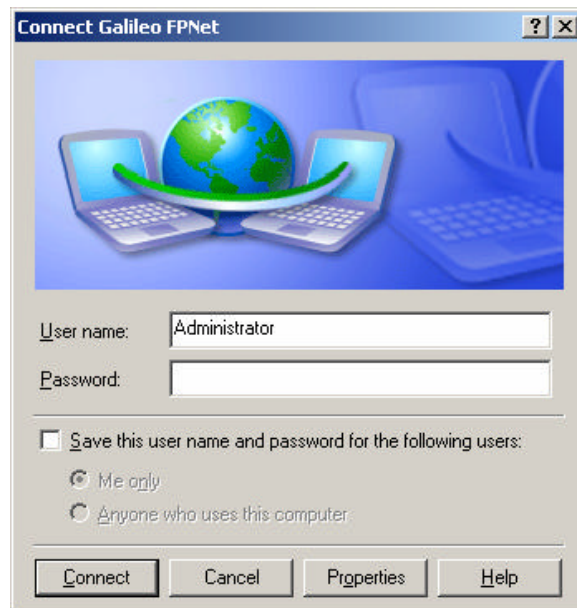 Connect Galileo FPNet
User name: Administrator
Password:
Save this user name and password for the following users:
Me only
Anyone who uses this computer
Connect Cancel Properties Help